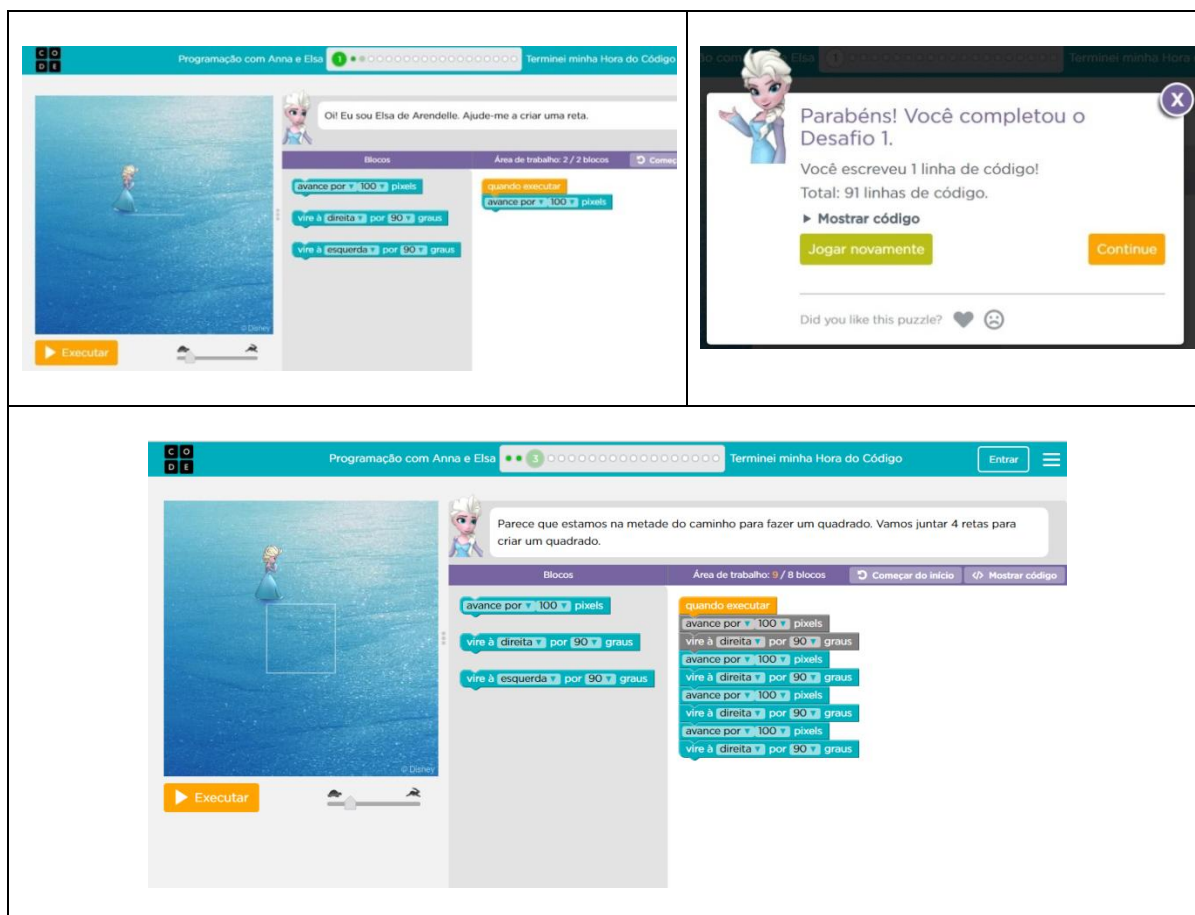 C O
D E
Programação com Anna e Elsa 1 Terminei minha Hora do Código
Oi! Eu sou Elsa de Arendelle. Ajude-me a criar uma reta.
Blocos
Área de trabalho: 2 / 2 blocos
Começ
avance por 100 pixels
vire à direita por 90 graus
vire à esquerda por 90 graus
quando executar
avance por 100 pixels
© Disney
Executar
Elsa 1 Terminei minha Hora
X
Parabéns! Você completou o
Desafio 1.
Você escreveu 1 linha de código!
Total: 91 linhas de código.
Mostrar código
Jogar novamente
Continue
Did you like this puzzle?
C O
D E
Programação com Anna e Elsa 3 Terminei minha Hora do Código
Entrar
Parece que estamos na metade do caminho para fazer um quadrado. Vamos juntar 4 retas para
criar um quadrado.
Blocos
Área de trabalho: 9 / 8 blocos
Começar do início
</> Mostrar código
avance por 100 pixels
vire à direita por 90 graus
vire à esquerda por 90 graus
quando executar
avance por 100 pixels
vire à direita por 90 graus
avance por 100 pixels
vire à direita por 90 graus
avance por 100 pixels
vire à direita por 90 graus
avance por 100 pixels
vire à direita por 90 graus
© Disney
Executar